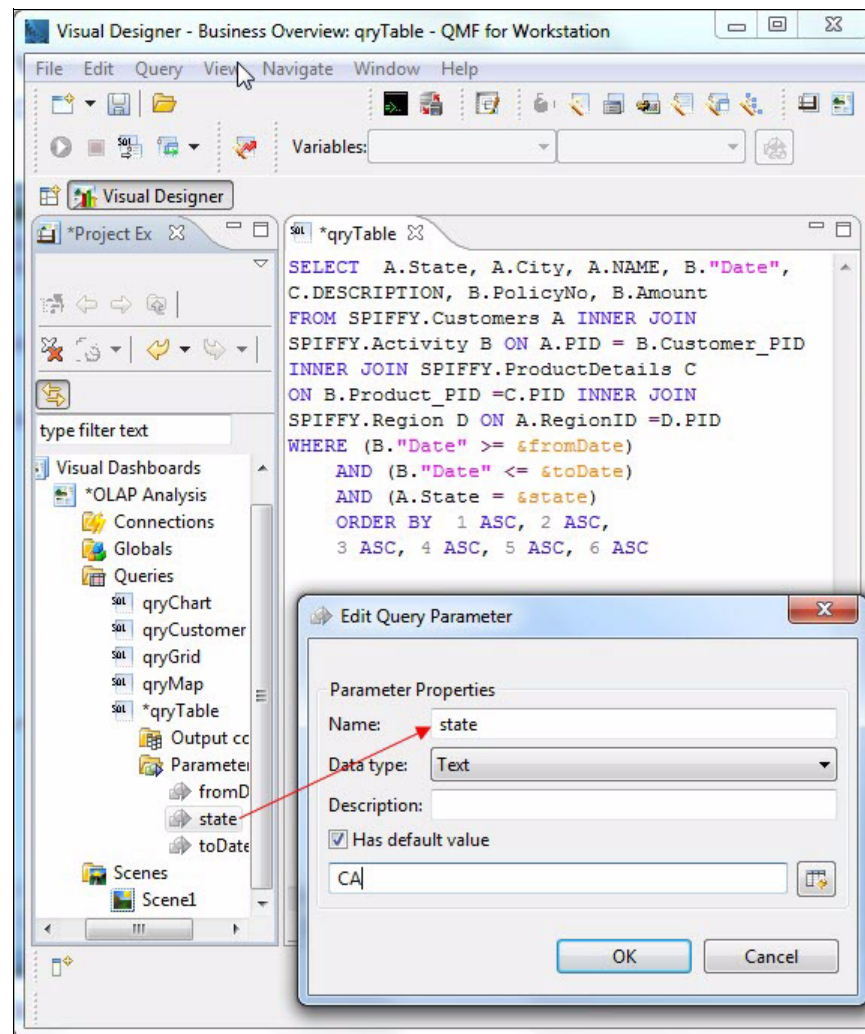 Visual Designer - Business Overview: qryTable - QMF for Workstation
File Edit Query View Navigate Window Help
Variables:
Visual Designer
*Project Ex
*qryTable
SELECT A.State, A.City, A.NAME, B."Date",
C.DESCRIPTION, B.PolicyNo, B.Amount
FROM SPIFFY.Customers A INNER JOIN
SPIFFY.Activity B ON A.PID = B.Customer_PID
INNER JOIN SPIFFY.ProductDetails C
ON B.Product_PID =C.PID INNER JOIN
SPIFFY.Region D ON A.RegionID =D.PID
WHERE (B."Date" >= &fromDate)
AND (B."Date" <= &toDate)
AND (A.State = &state)
ORDER BY 1 ASC, 2 ASC,
3 ASC, 4 ASC, 5 ASC, 6 ASC
type filter text
Visual Dashboards
*OLAP Analysis
Connections
Globals
Queries
SQL qryChart
SQL qryCustomer
SQL qryGrid
SQL qryMap
SQL *qryTable
Output cc
Parameter
fromD
state
toDate
Scenes
Scene1
Edit Query Parameter
Parameter Properties
Name: state
Data type: Text
Description:
Has default value
CA
OK Cancel